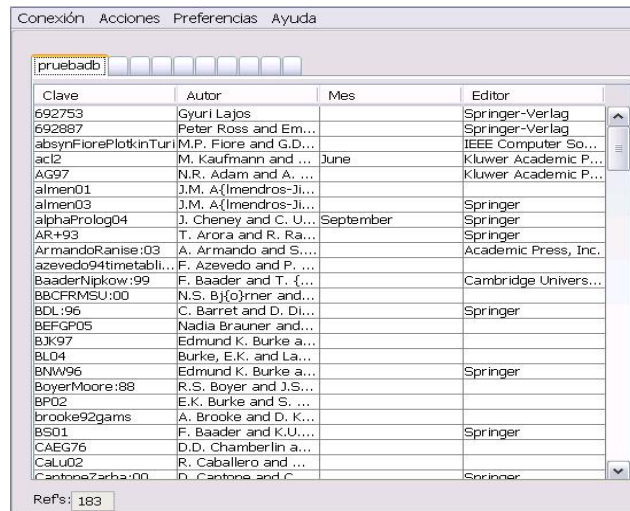 Conexión Acciones Preferencias Ayuda
pruebadb
Clave Autor Mes Editor
692753 Gyuri Lajos Springer-Verlag
692887 Peter Ross and Em... Springer-Verlag
absynFiorePlotkinTuri M.P. Fiore and G.D... IEEE Computer So...
acl2 M. Kaufmann and ... June Kluwer Academic P...
AG97 N.R. Adam and A. ... Kluwer Academic P...
almen01 J.M. A{lmendros-Ji...
almen03 J.M. A{lmendros-Ji... Springer
alphaProlog04 J. Cheney and C. U... September Springer
AR+93 T. Arora and R. Ra... Springer
ArmandoRanise:03 A. Armando and S.... Academic Press, Inc.
azevedo94timetabli... F. Azevedo and P. ...
BaaderNipkow:99 F. Baader and T. {... Cambridge Univers...
BBCFRMSU:00 N.S. Bj{o}rner and...
BDL:96 C. Barret and D. Di... Springer
BEFGP05 Nadia Brauner and...
BJK97 Edmund K. Burke a...
BL04 Burke, E.K. and La...
BNW96 Edmund K. Burke a... Springer
BoyerMoore:88 R.S. Boyer and J.S...
BP02 E.K. Burke and S. ...
brooke92gams A. Brooke and D. K...
BS01 F. Baader and K.U.... Springer
CAEG76 D.D. Chamberlin a...
CaLu02 R. Caballero and ...
CantoneZarba:00 D. Cantone and C... Springer
Ref's: 183